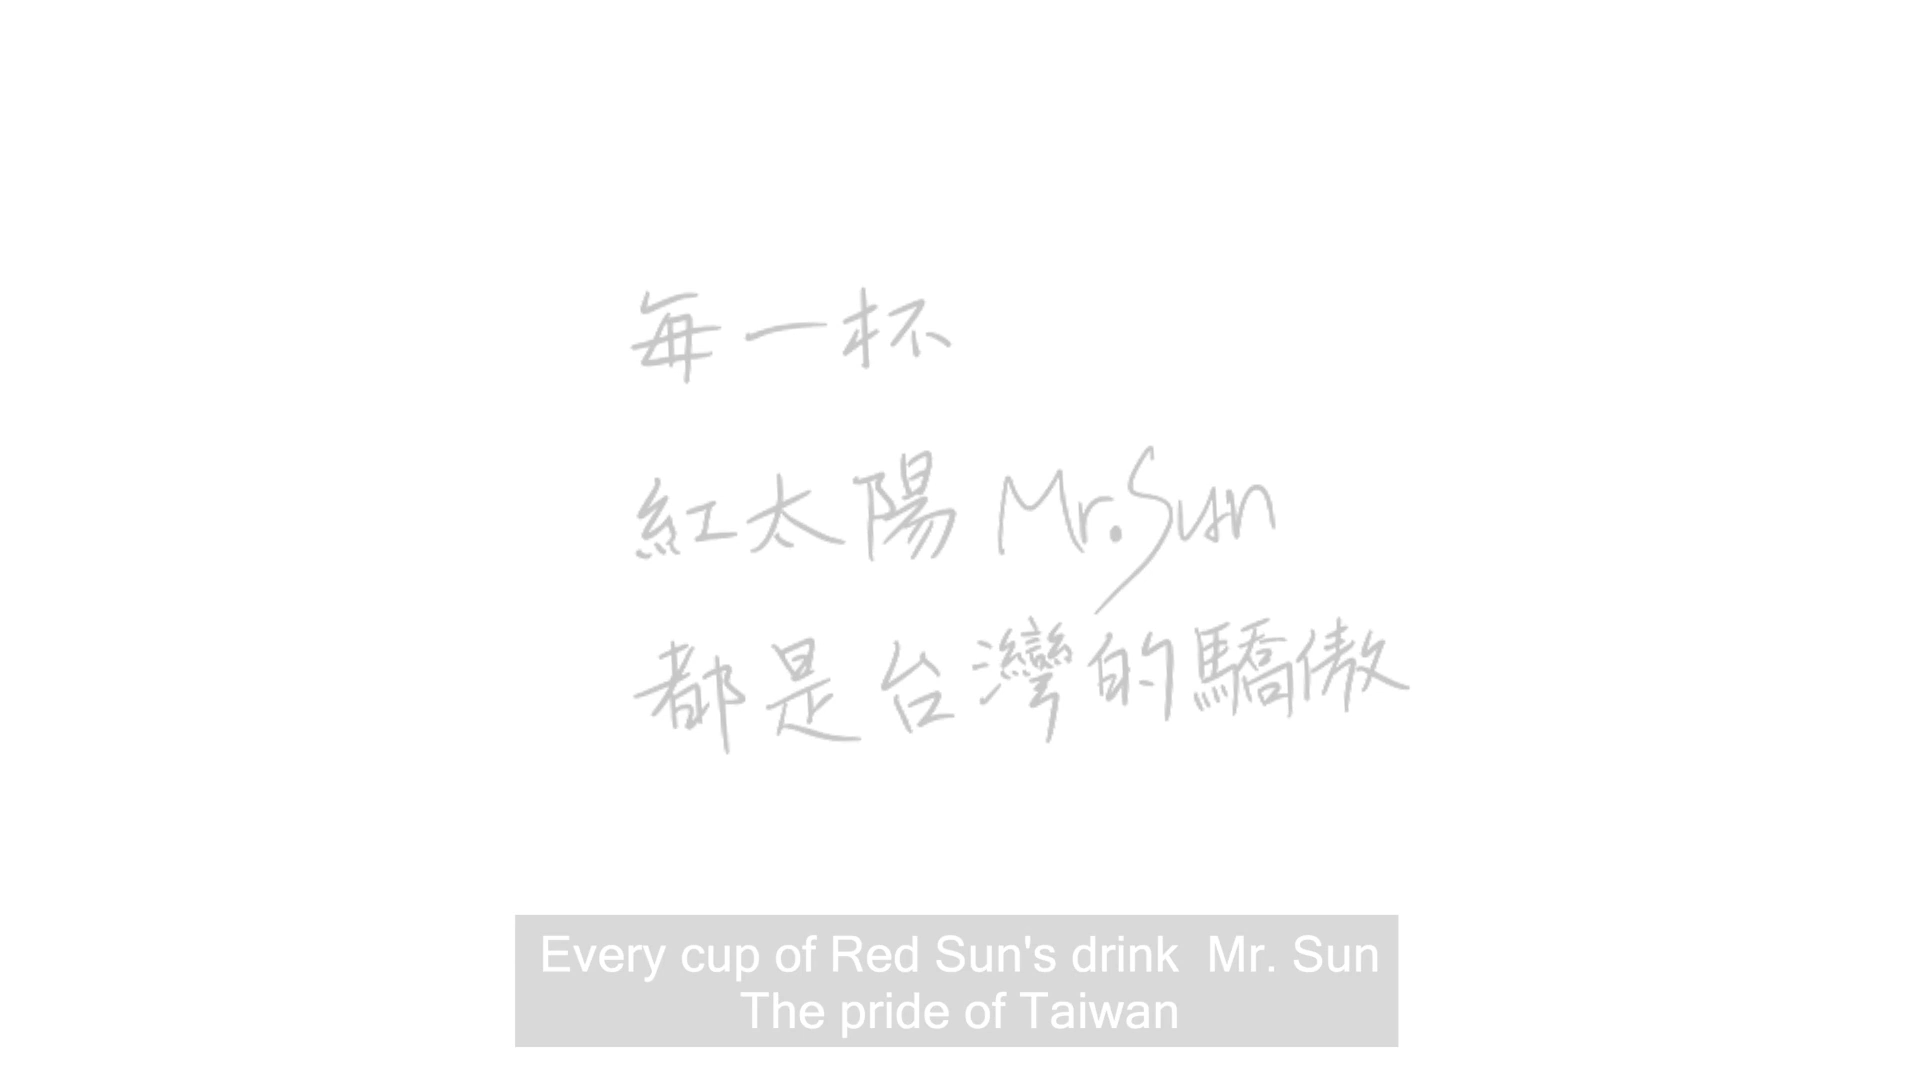 每一杯
紅太陽 Mr.Sun
都是台灣的驕傲
Every cup of Red Sun's drink  Mr. Sun
The pride of Taiwan